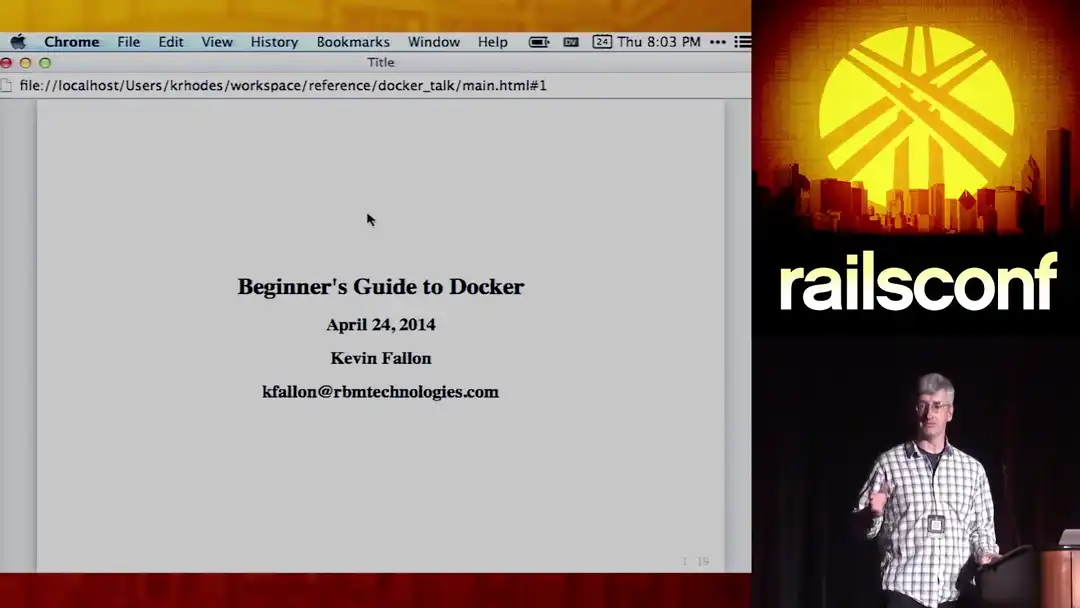 Chrome File Edit View History Bookmarks Window Help 24 Thu 8:03 PM
Title
file://localhost/Users/krhodes/workspace/reference/docker_talk/main.html#1
Beginner's Guide to Docker
April 24, 2014
Kevin Fallon
kfallon@rbmtechnologies.com
1 19
railsconf